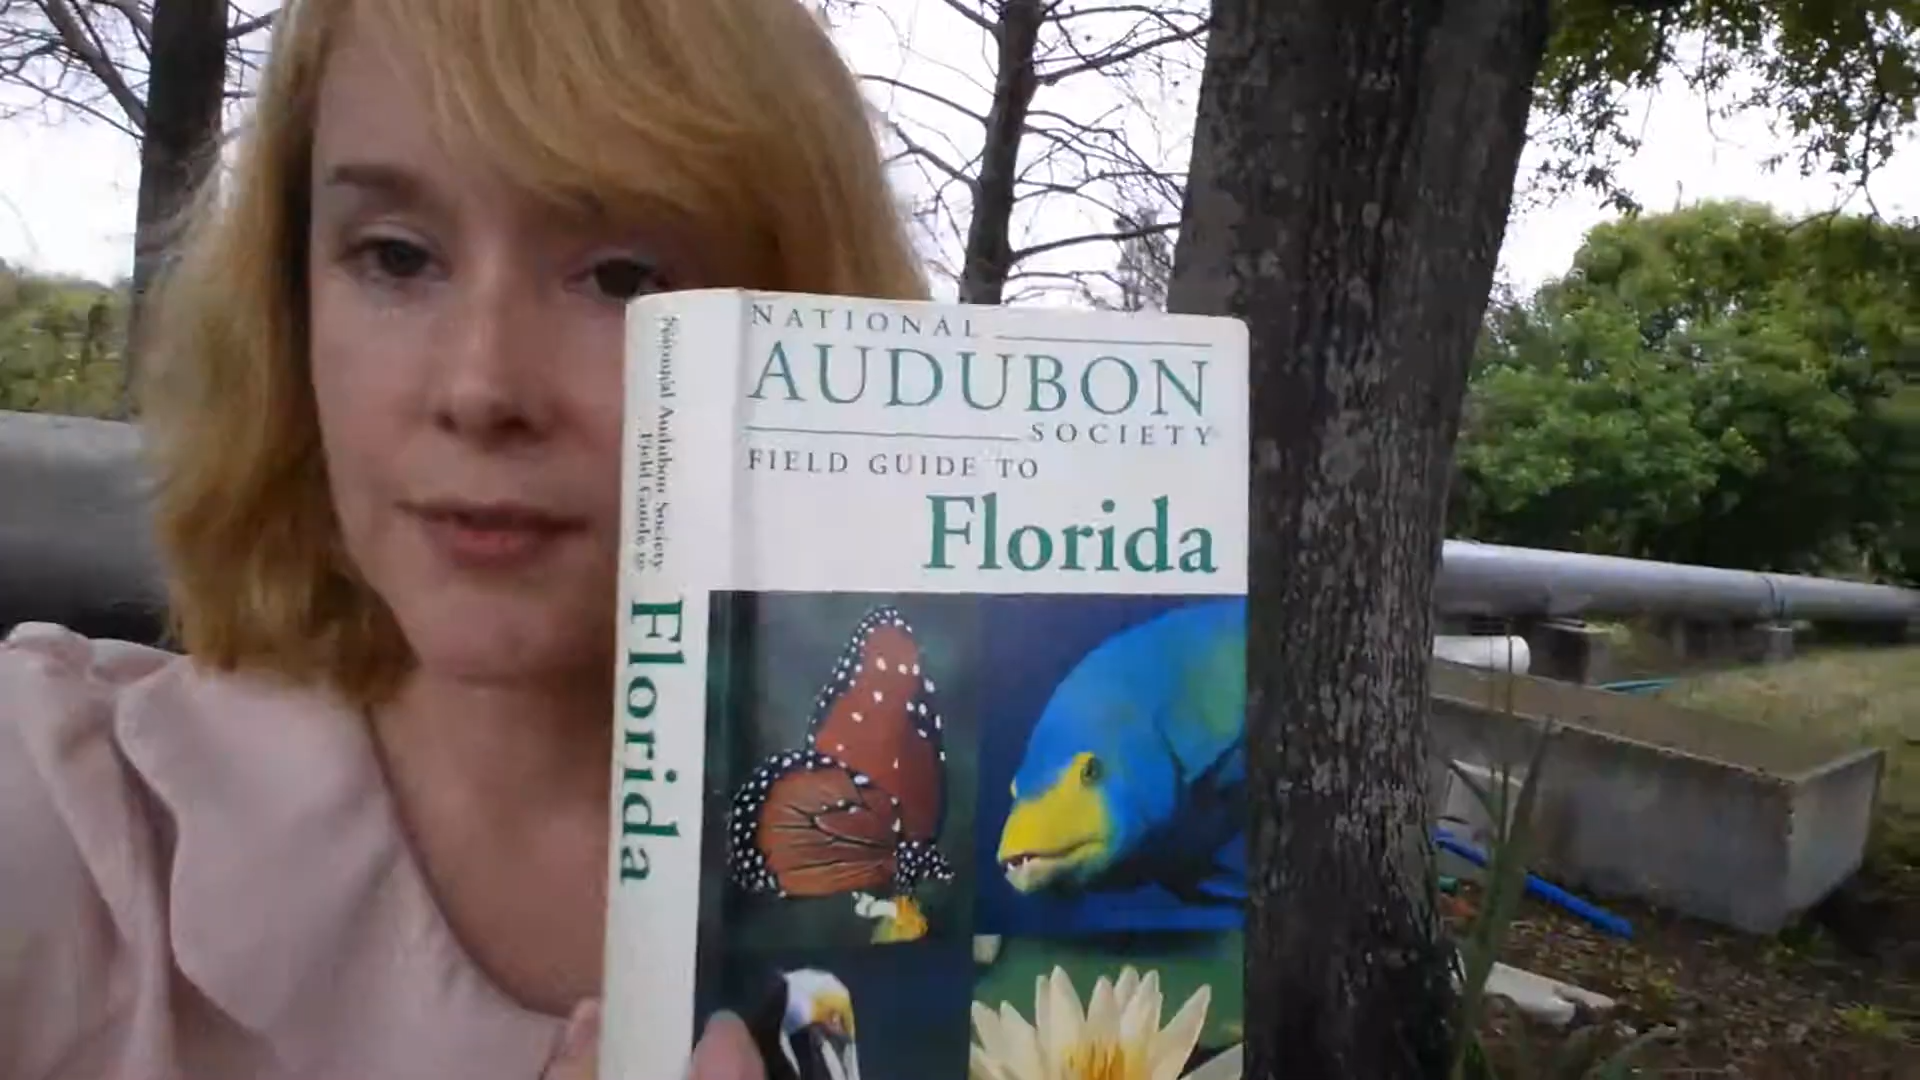 NATIONAL
AUDUBON
SOCIETY
FIELD GUIDE TO
Florida
National Audubon Society
Field Guide to
Florida